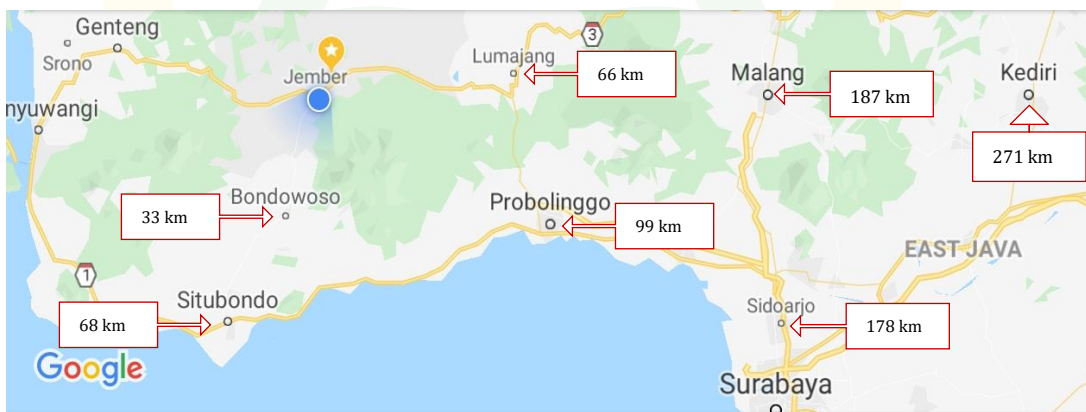 Genteng
Srono
nyuwangi
Jember
Lumajang
3
66 km
Malang
187 km
Kediri
271 km
Bondowoso
33 km
Probolinggo
99 km
EAST JAVA
1
Situbondo
68 km
Sidoarjo
178 km
Google
Surabaya